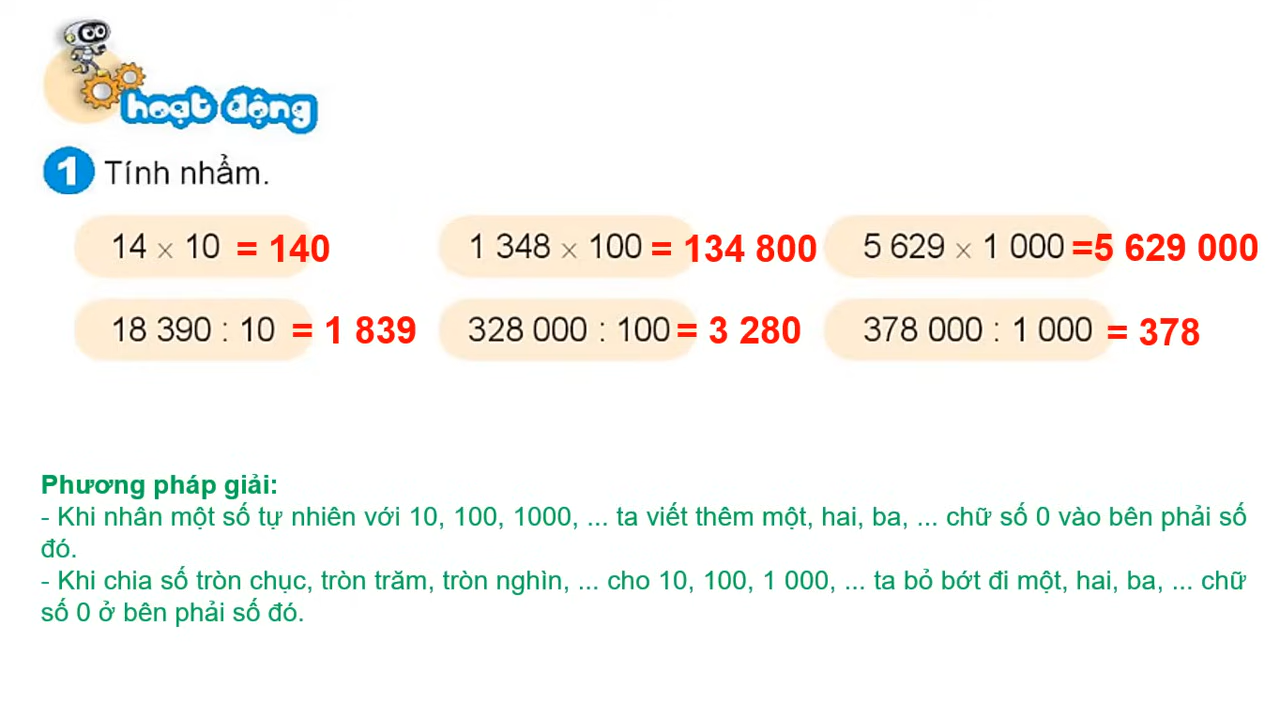 hoạt động
1 Tính nhẩm.
14 × 10 = 140 1 348 × 100 = 134 800 5 629 × 1 000 =5 629 000
18 390 : 10 = 1 839 328 000 : 100 = 3 280 378 000 : 1 000 = 378
Phương pháp giải:
- Khi nhân một số tự nhiên với 10, 100, 1000, ... ta viết thêm một, hai, ba, ... chữ số 0 vào bên phải số
đó.
- Khi chia số tròn chục, tròn trăm, tròn nghìn, ... cho 10, 100, 1 000, ... ta bỏ bớt đi một, hai, ba, ... chữ
số 0 ở bên phải số đó.